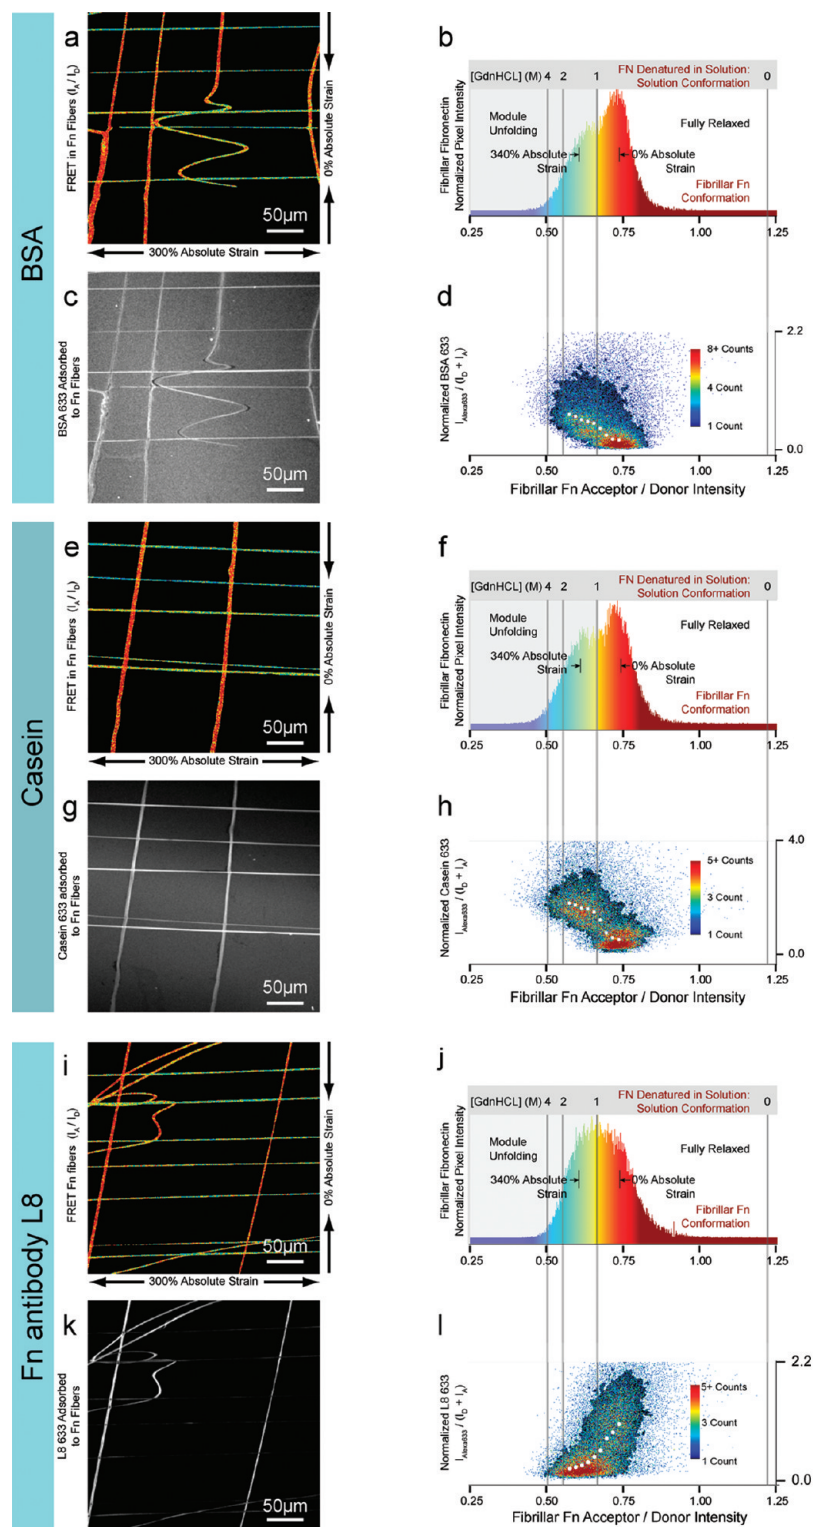 BSA
a
FRET in Fn Fibers (IA / ID)
50µm
0% Absolute Strain
300% Absolute Strain
b
[GdnHCL] (M) 4 2 1 0
FN Denatured in Solution:
Solution Conformation
Fibrillar Fibronectin
Normalized Pixel Intensity
Module
Unfolding
Fully Relaxed
340% Absolute
Strain
0% Absolute
Strain
Fibrillar Fn
Conformation
0.25 0.50 0.75 1.00 1.25
c
BSA 633 Adsorbed
to Fn Fibers
50µm
d
Normalized BSA 633
IAlexa633 / (ID + IA)
8+ Counts
4 Count
1 Count
2.2
0.0
0.25 0.50 0.75 1.00 1.25
Fibrillar Fn Acceptor / Donor Intensity
Casein
e
FRET in Fn Fibers (IA / ID)
50µm
0% Absolute Strain
300% Absolute Strain
f
[GdnHCL] (M) 4 2 1 0
FN Denatured in Solution:
Solution Conformation
Fibrillar Fibronectin
Normalized Pixel Intensity
Module
Unfolding
Fully Relaxed
340% Absolute
Strain
0% Absolute
Strain
Fibrillar Fn
Conformation
0.25 0.50 0.75 1.00 1.25
g
Casein 633 adsorbed
to Fn Fibers
50µm
h
Normalized Casein 633
IAlexa633 / (ID + IA)
5+ Counts
3 Count
1 Count
4.0
0.0
0.25 0.50 0.75 1.00 1.25
Fibrillar Fn Acceptor / Donor Intensity
Fn antibody L8
i
FRET Fn fibers (IA / ID)
50µm
0% Absolute Strain
300% Absolute Strain
j
[GdnHCL] (M) 4 2 1 0
FN Denatured in Solution:
Solution Conformation
Fibrillar Fibronectin
Normalized Pixel Intensity
Module
Unfolding
Fully Relaxed
340% Absolute
Strain
0% Absolute
Strain
Fibrillar Fn
Conformation
0.25 0.50 0.75 1.00 1.25
k
L8 633 Adsorbed
to Fn Fibers
50µm
l
Normalized L8 633
IAlexa633 / (ID + IA)
5+ Counts
3 Count
1 Count
2.2
0.0
0.25 0.50 0.75 1.00 1.25
Fibrillar Fn Acceptor / Donor Intensity